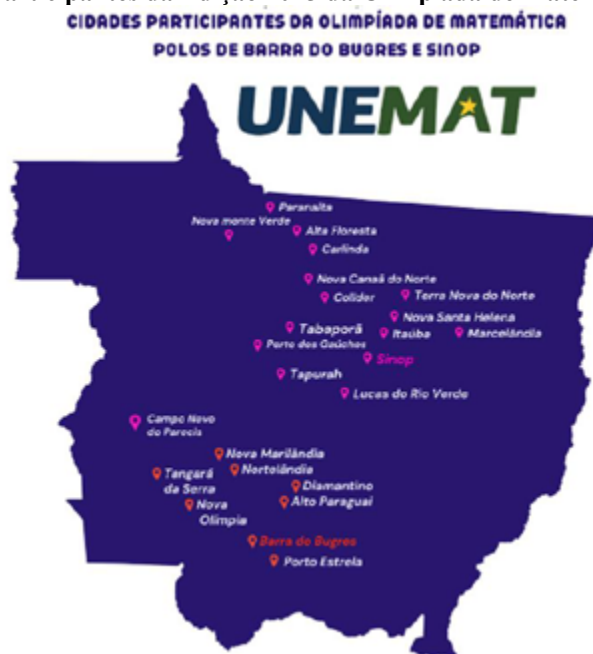 CIDADES PARTICIPANTES DA OLIMPÍADA DE MATEMÁTICA
POLOS DE BARRA DO BUGRES E SINOP
UNEMAT
Paranaíta
Nova monte Verde
Alta Floresta
Carlinda
Nova Canaã do Norte
Colider
Terra Nova do Norte
Nova Santa Helena
Tabaporã
Itaúba
Marcelândia
Porto dos Gaúchos
Sinop
Tapurah
Lucas do Rio Verde
Campo Novo
do Parecis
Nova Marilândia
Nortolândia
Tangará
da Serra
Diamantino
Alto Paraguai
Nova
Olímpia
Barra do Bugres
Porto Estrela